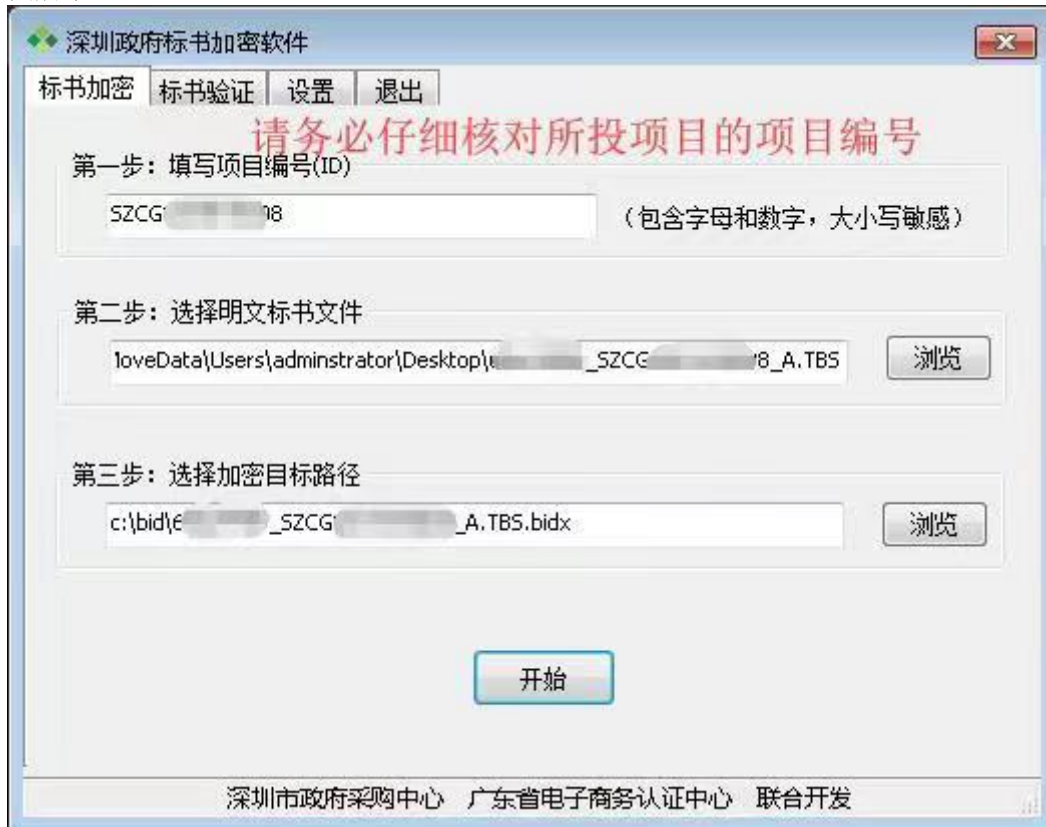 深圳政府标书加密软件
标书加密 标书验证 设置 退出
请务必仔细核对所投项目的项目编号
第一步：填写项目编号(ID)
SZCG 08
（包含字母和数字，大小写敏感）
第二步：选择明文标书文件
loveData\Users\adminstrator\Desktop\ _SZCG 8_A.TBS
浏览
第三步：选择加密目标路径
c:\bid\6 _SZCG _A.TBS.bidx
浏览
开始
深圳市政府采购中心 广东省电子商务认证中心 联合开发